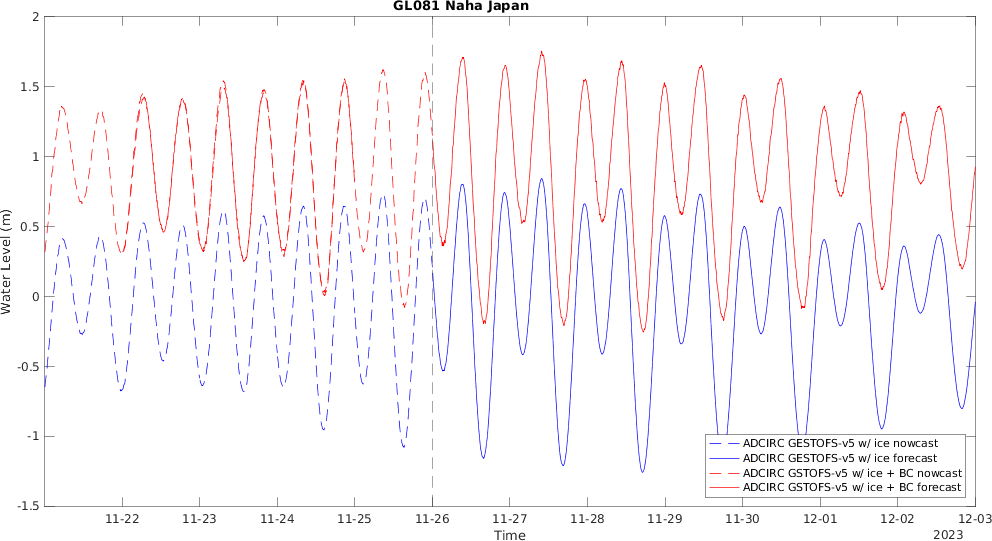 GL081 Naha Japan
2
1.5
1
0.5
0
-0.5
-1
-1.5
Water Level (m)
ADCIRC GESTOFS-v5 w/ ice nowcast
ADCIRC GESTOFS-v5 w/ ice forecast
ADCIRC GSTOFS-v5 w/ ice + BC nowcast
ADCIRC GSTOFS-v5 w/ ice + BC forecast
11-22 11-23 11-24 11-25 11-26 11-27 11-28 11-29 11-30 12-01 12-02 12-03
Time
2023